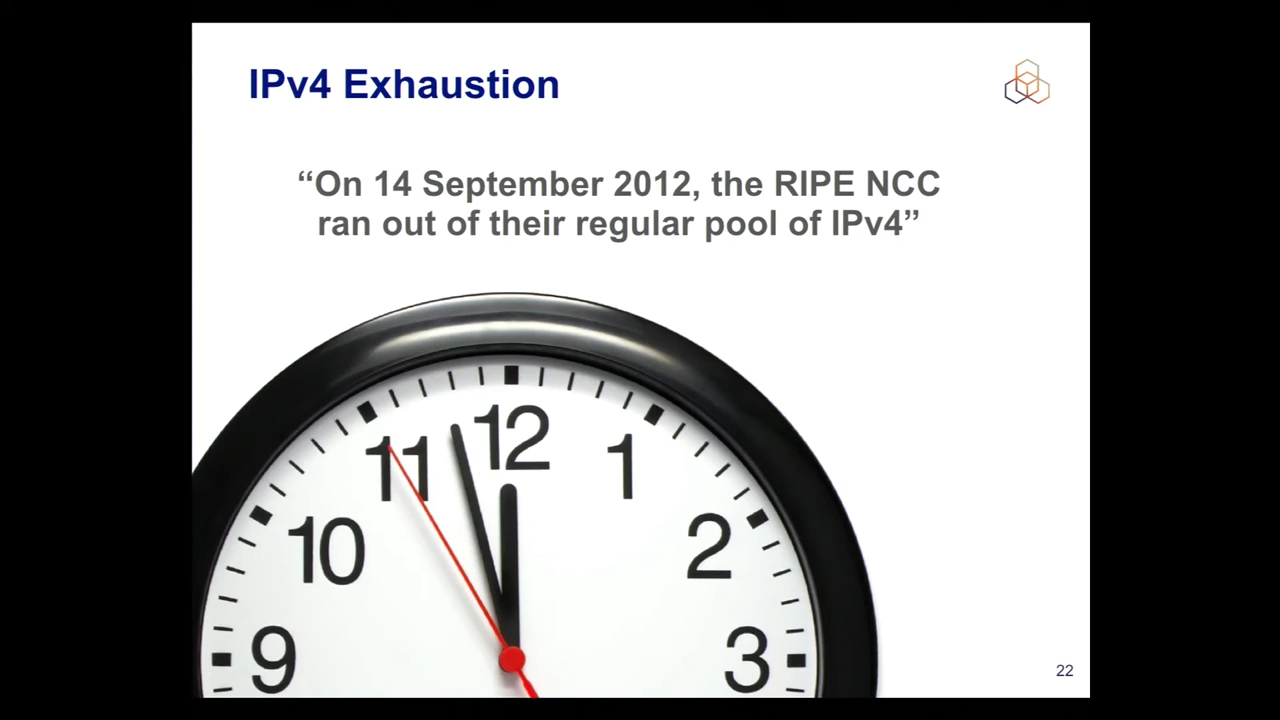 IPv4 Exhaustion
“On 14 September 2012, the RIPE NCC
ran out of their regular pool of IPv4”
12
11
1
10
2
9
3
22